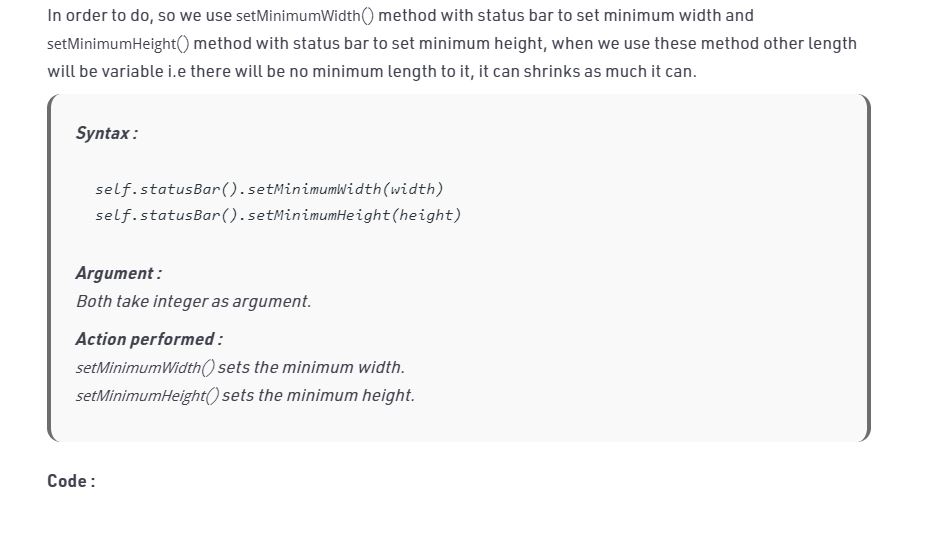 In order to do, so we use setMinimumWidth() method with status bar to set minimum width and
setMinimumHeight() method with status bar to set minimum height, when we use these method other length
will be variable i.e there will be no minimum length to it, it can shrinks as much it can.
Syntax :
self.statusBar().setMinimumWidth(width)
self.statusBar().setMinimumHeight(height)
Argument :
Both take integer as argument.
Action performed :
setMinimumWidth() sets the minimum width.
setMinimumHeight() sets the minimum height.
Code :